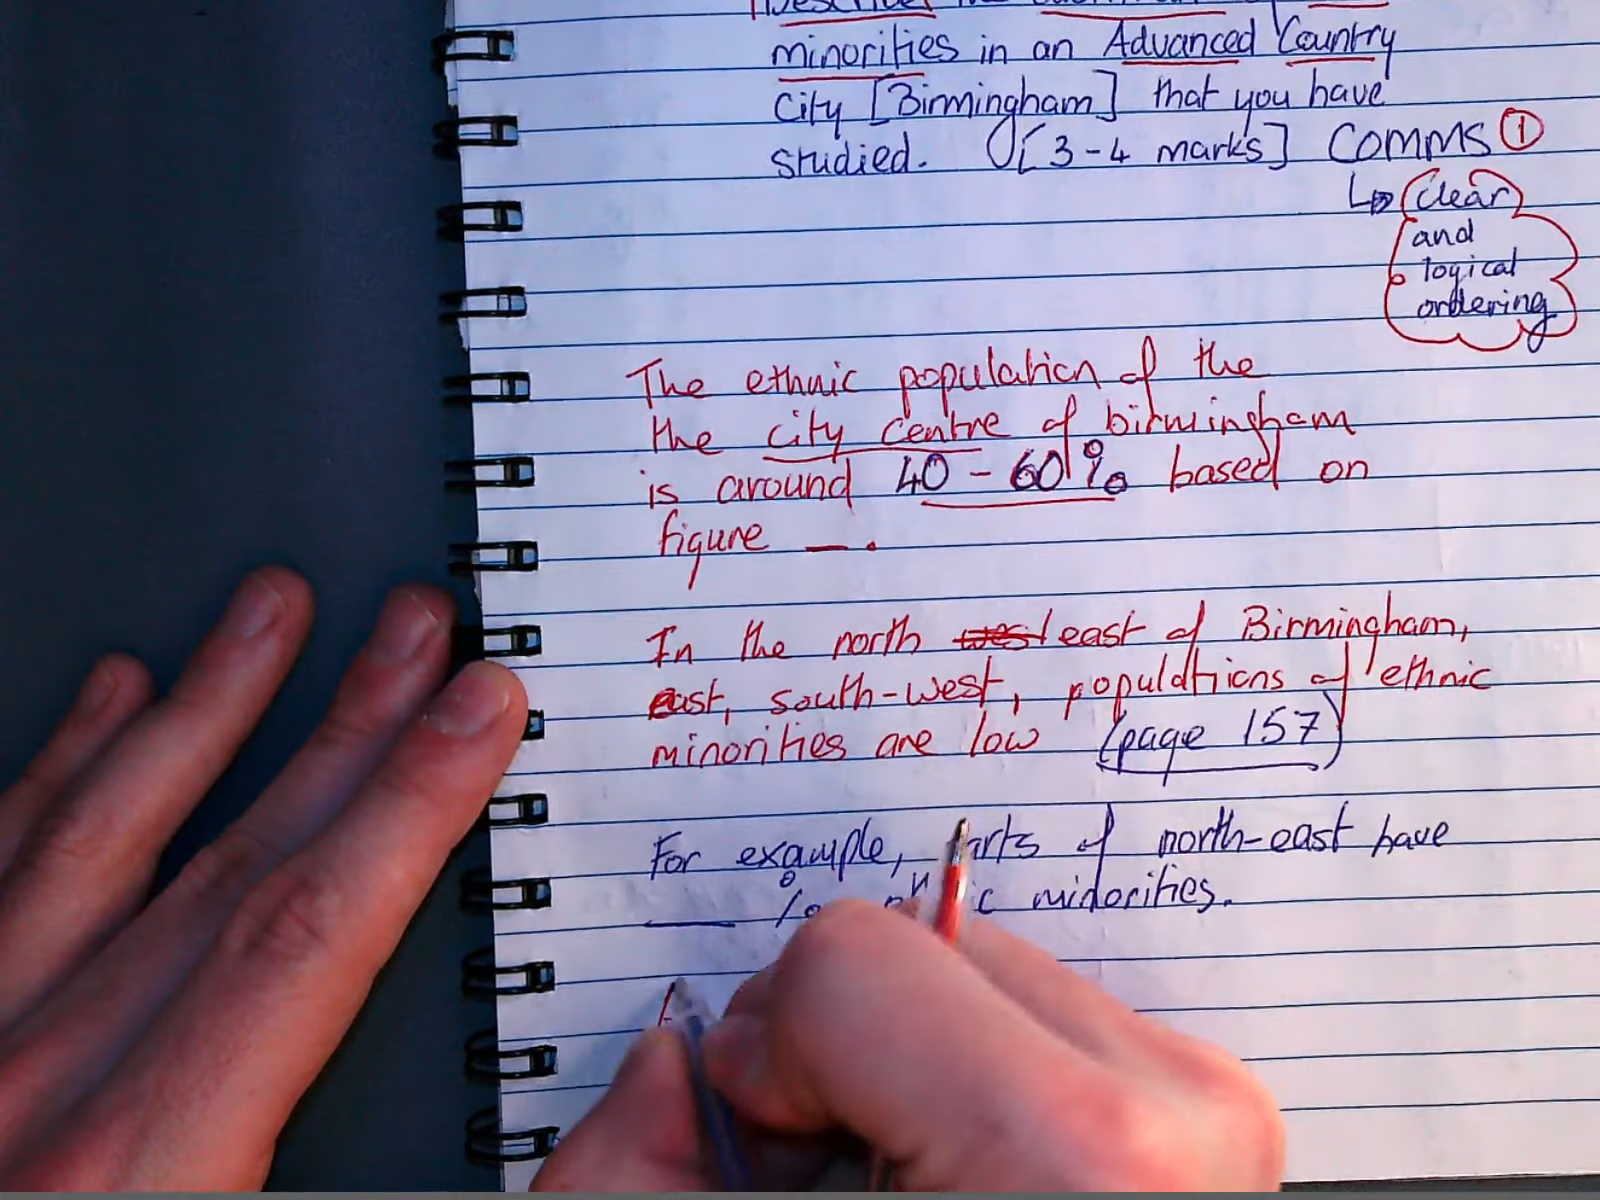 minorities in an Advanced Country
City [Birmingham] that you have
studied. [3-4 marks] Comms 1
↳ Clear
and
logical
ordering
The ethnic population of the
the city centre of birmingham
is around 40 - 60% based on
figure _.
In the north east of Birmingham,
east, south-west, populations of ethnic
minorities are low (page 157)
For example, of north-east have
____ % minorities.